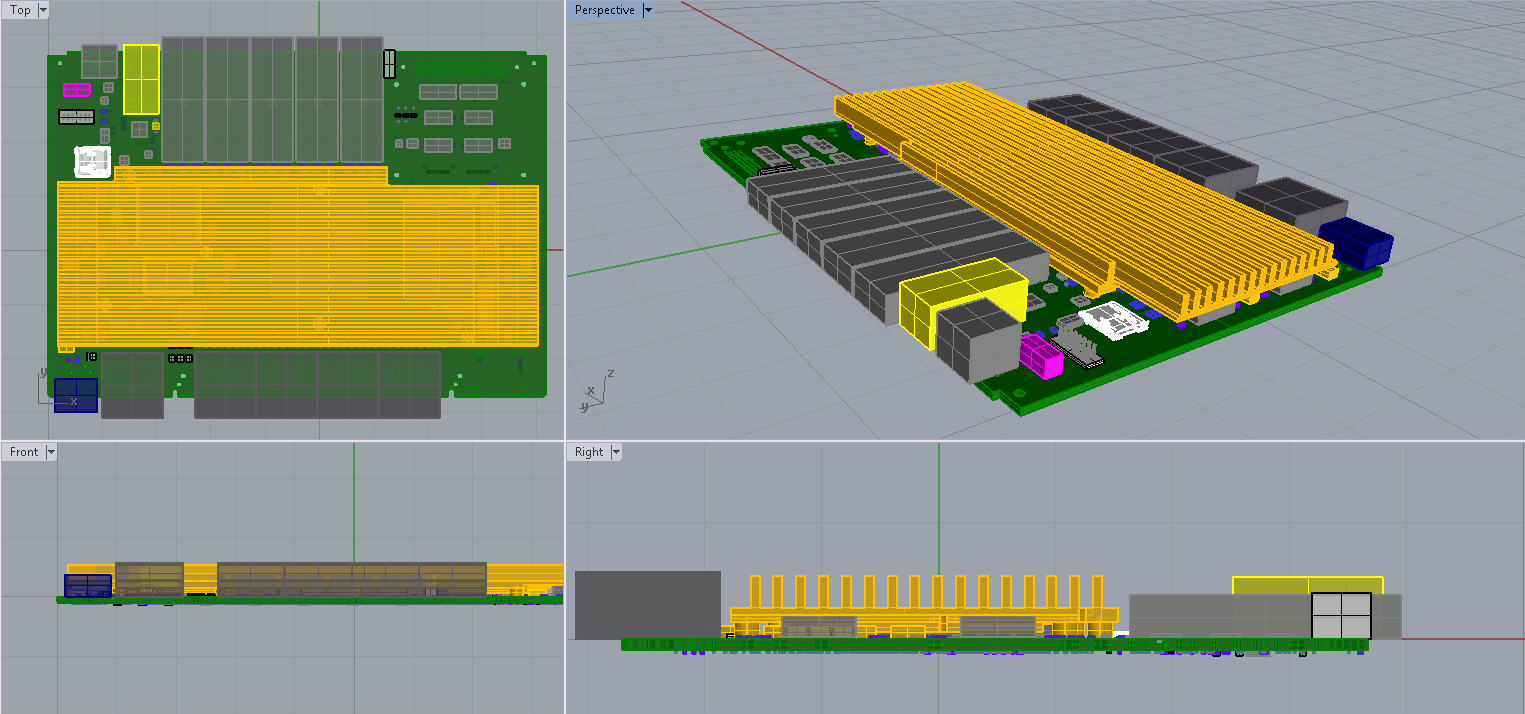 Top
Perspective
y
x
z
x
y
Front
Right